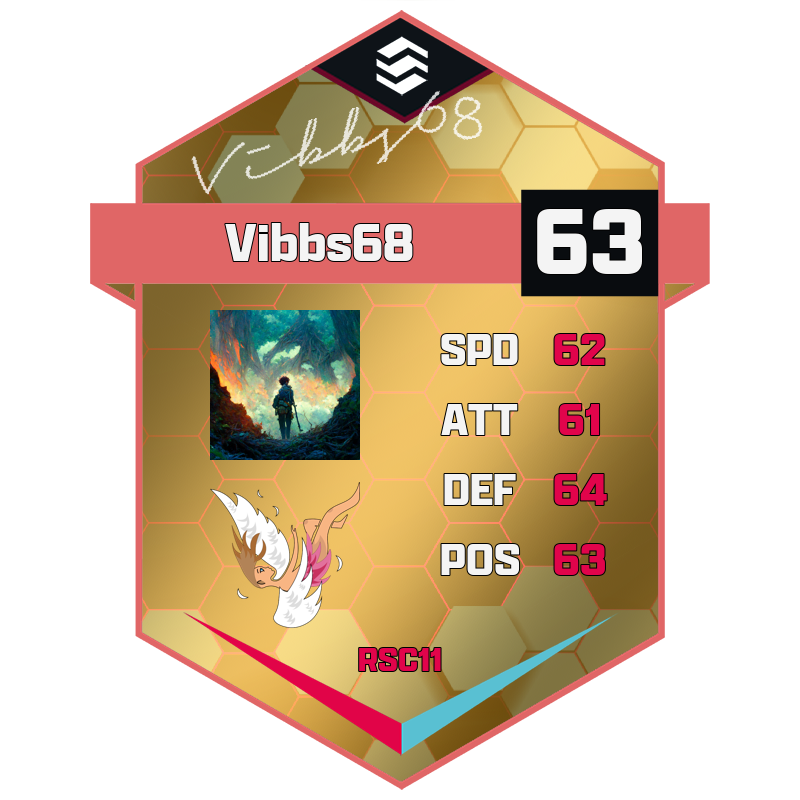 Vibbs68
Vibbs68 63
SPD 62
ATT 61
DEF 64
POS 63
RSC11